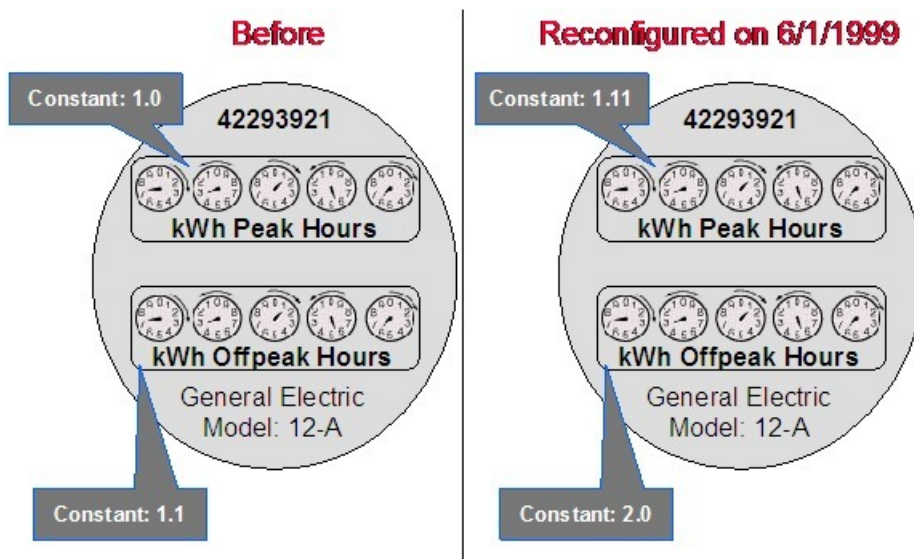 Before
Constant: 1.0
42293921
kWh Peak Hours
kWh Offpeak Hours
General Electric
Model: 12-A
Constant: 1.1
Reconfigured on 6/1/1999
Constant: 1.11
42293921
kWh Peak Hours
kWh Offpeak Hours
General Electric
Model: 12-A
Constant: 2.0